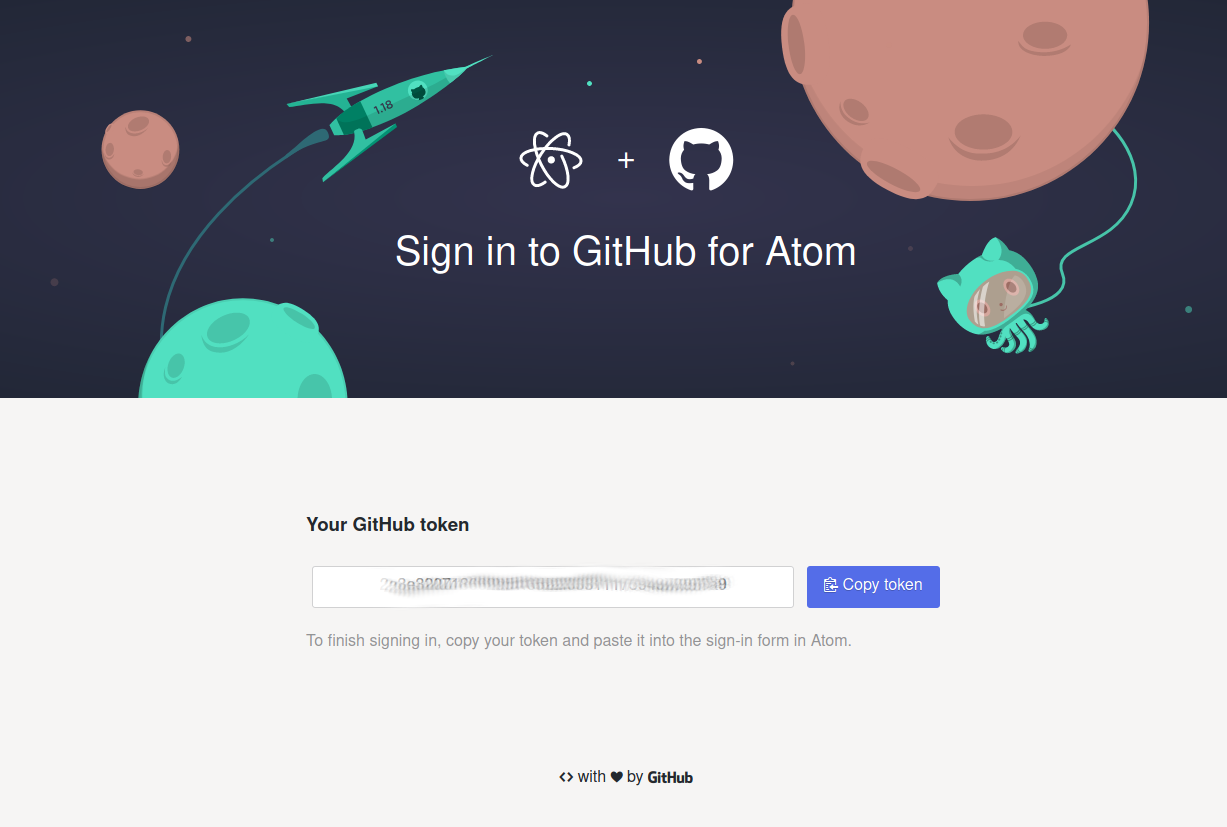 1.18
+
Sign in to GitHub for Atom
Your GitHub token
Copy token
To finish signing in, copy your token and paste it into the sign-in form in Atom.
<> with ♥ by GitHub